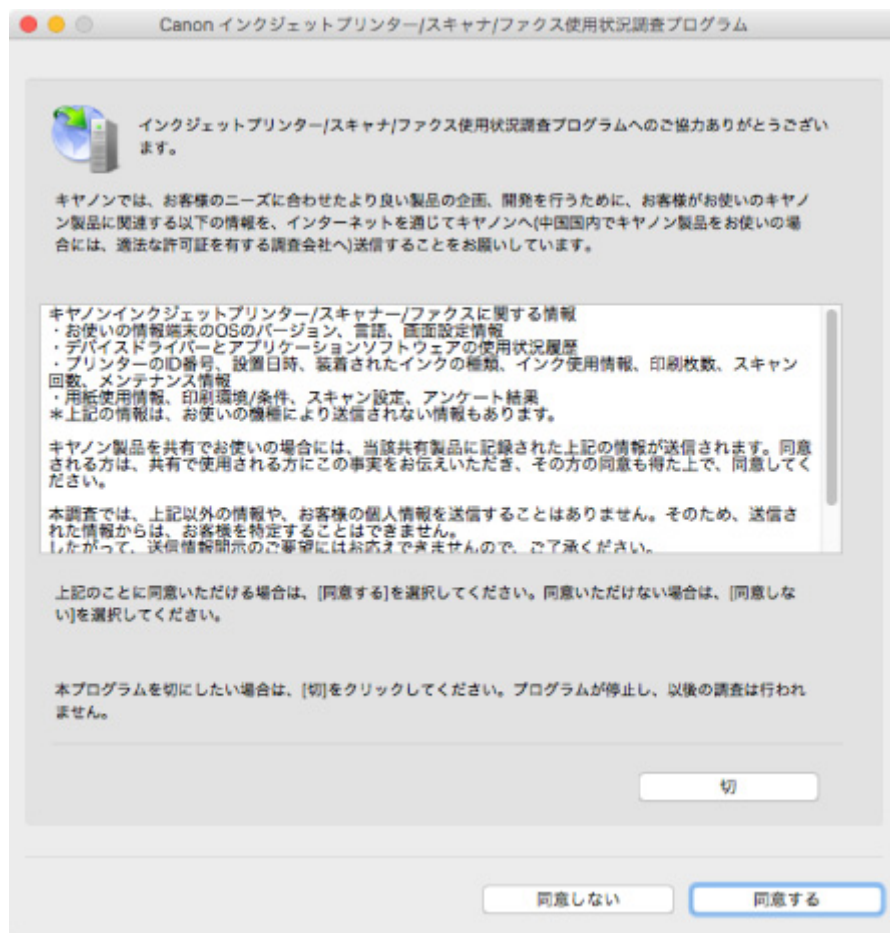 Canon インクジェットプリンター/スキャナ/ファクス使用状況調査プログラム
インクジェットプリンター/スキャナ/ファクス使用状況調査プログラムへのご協力ありがとうござい
ます。
キヤノンでは、お客様のニーズに合わせたより良い製品の企画、開発を行うために、お客様がお使いのキヤノ
ン製品に関連する以下の情報を、インターネットを通じてキヤノンへ(中国国内でキヤノン製品をお使いの場
合には、適法な許可証を有する調査会社へ)送信することをお願いしています。
キヤノンインクジェットプリンター/スキャナー/ファクスに関する情報
・お使いの情報端末のOSのバージョン、言語、画面設定情報
・デバイスドライバーとアプリケーションソフトウェアの使用状況履歴
・プリンターのID番号、設置日時、装着されたインクの種類、インク使用情報、印刷枚数、スキャン
回数、メンテナンス情報
・用紙使用情報、印刷環境/条件、スキャン設定、アンケート結果
＊上記の情報は、お使いの機種により送信されない情報もあります。
キヤノン製品を共有でお使いの場合には、当該共有製品に記録された上記の情報が送信されます。同意
される方は、共有で使用される方にこの事実をお伝えいただき、その方の同意も得た上で、同意してく
ださい。
本調査では、上記以外の情報や、お客様の個人情報を送信することはありません。そのため、送信さ
れた情報からは、お客様を特定することはできません。
したがって、送信情報開示のご要望にはお応えできませんので、ご了承ください。
上記のことに同意いただける場合は、[同意する]を選択してください。同意いただけない場合は、[同意しな
い]を選択してください。
本プログラムを切にしたい場合は、[切]をクリックしてください。プログラムが停止し、以後の調査は行われ
ません。
切
同意しない
同意する